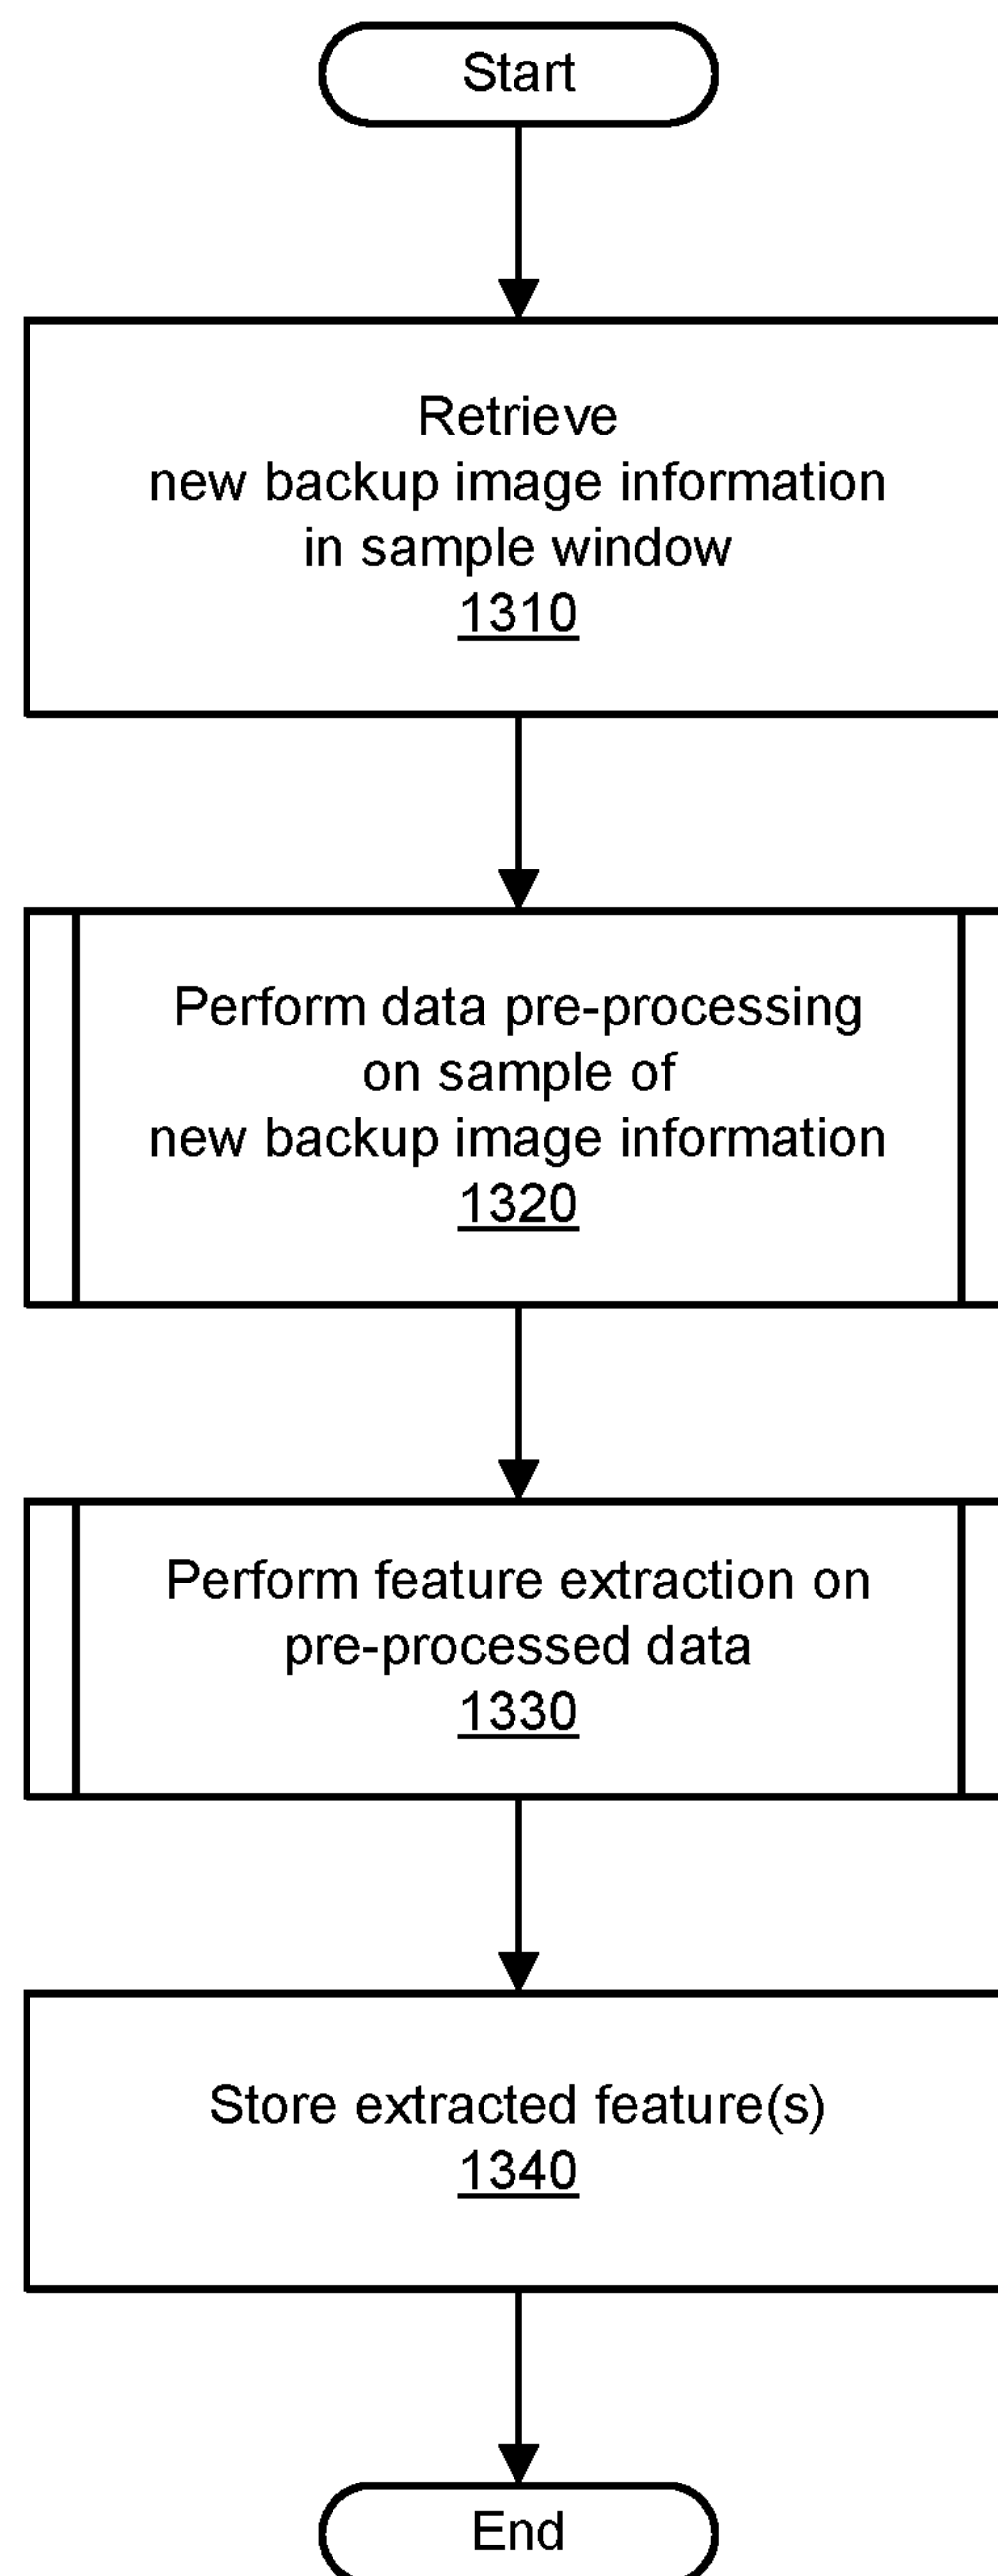 Start
Retrieve
new backup image information
in sample window
1310
Perform data pre-processing
on sample of
new backup image information
1320
Perform feature extraction on
pre-processed data
1330
Store extracted feature(s)
1340
End